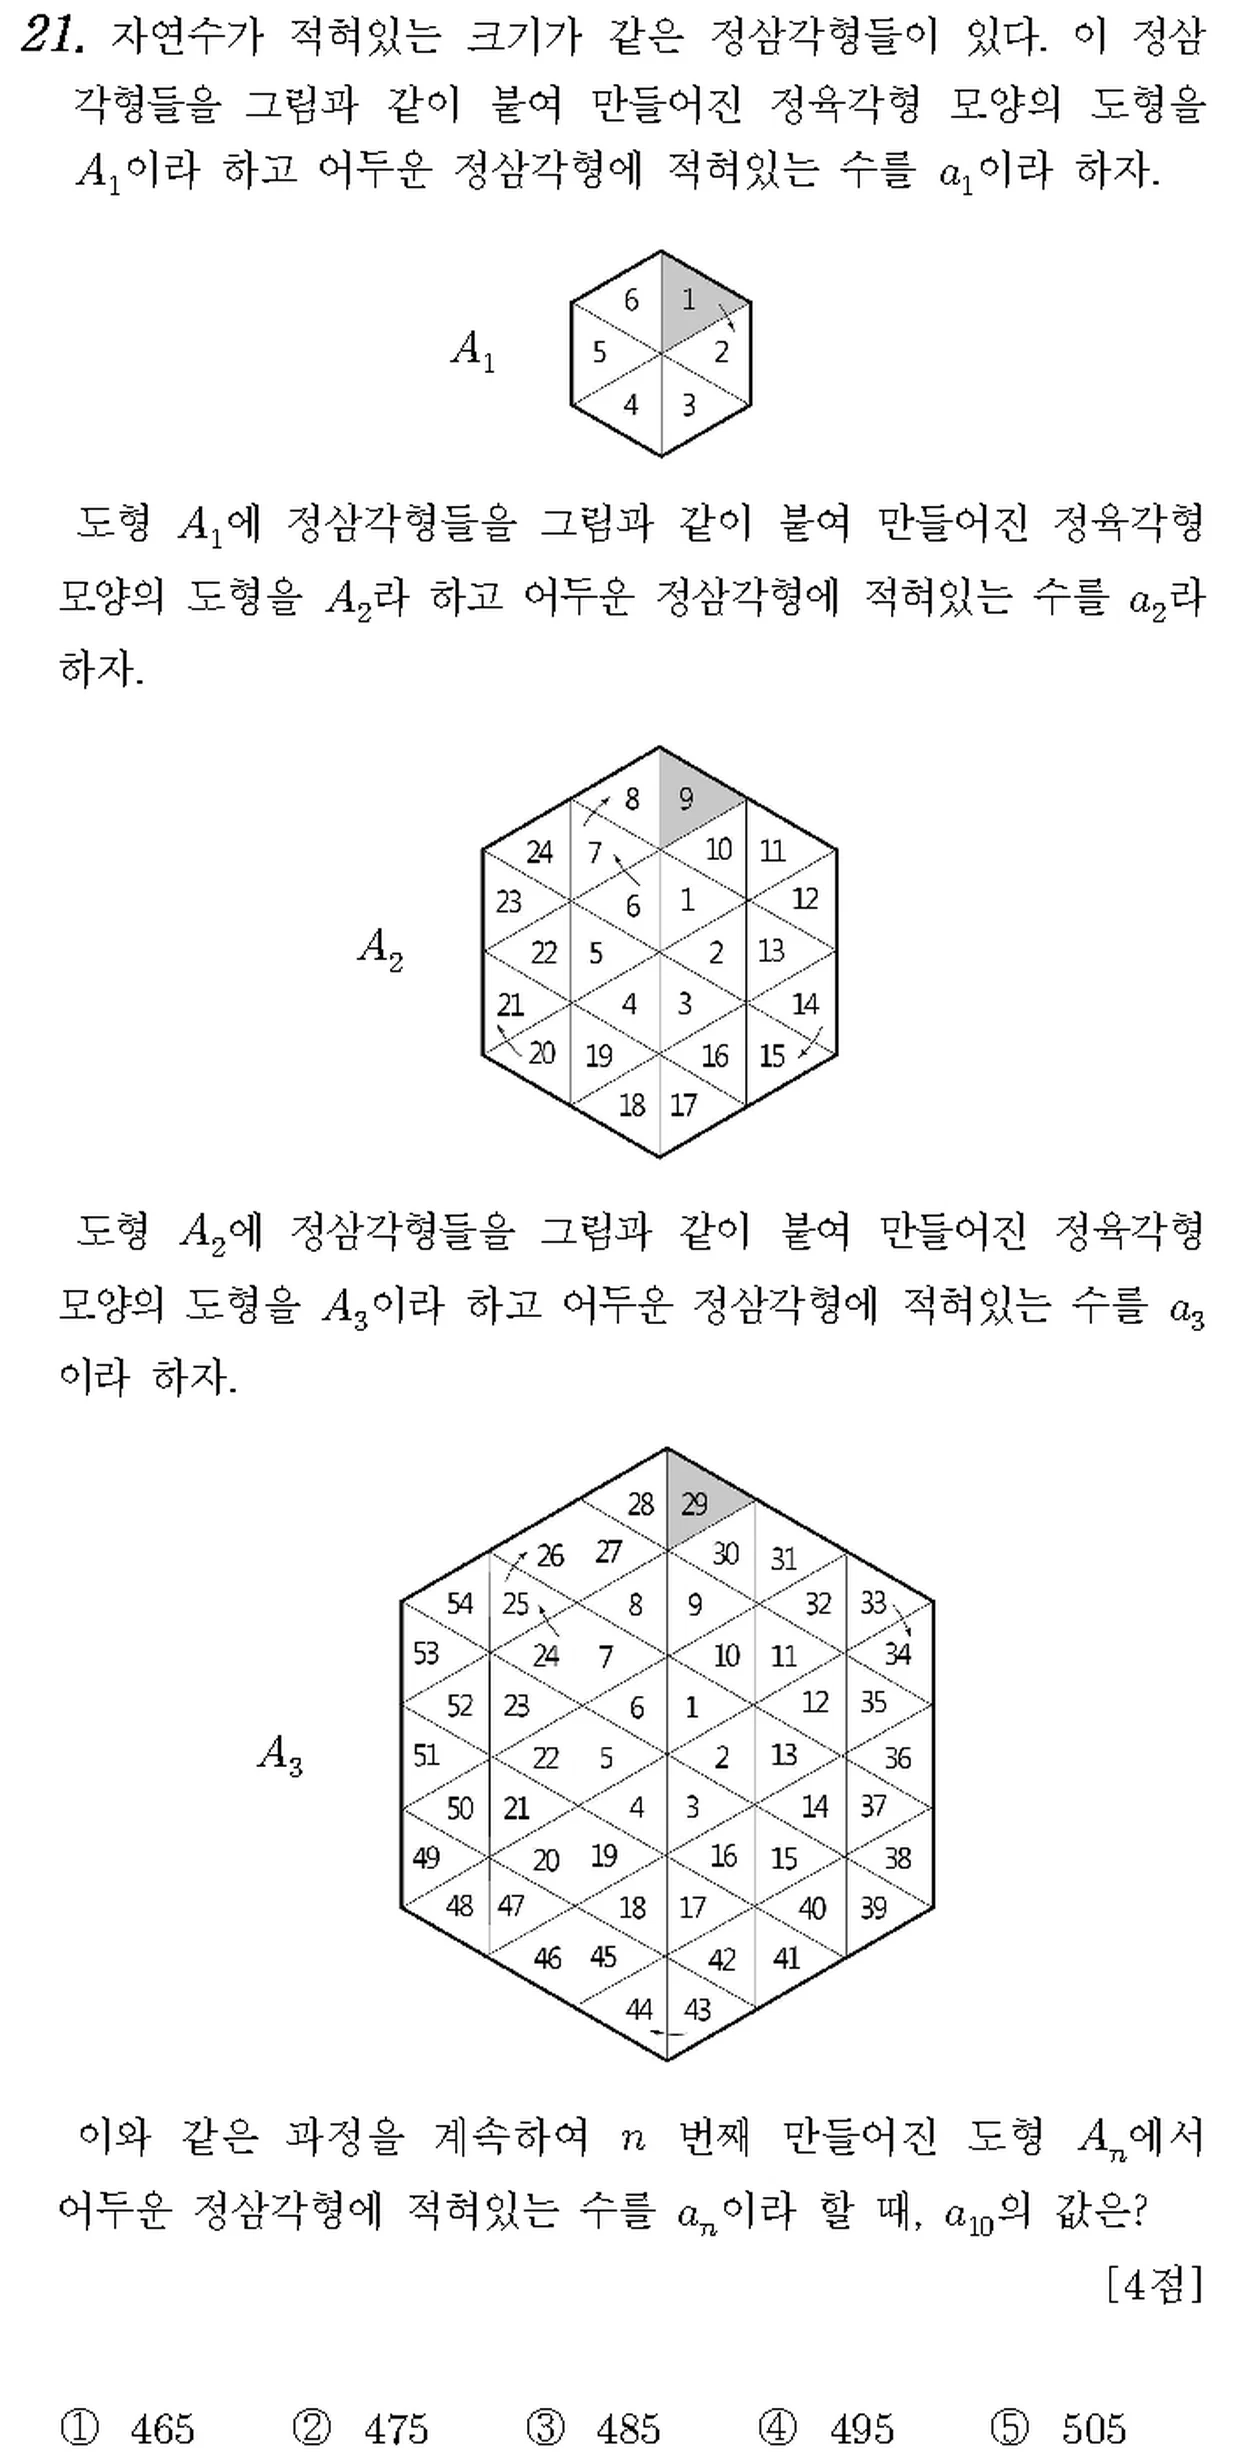 21. 자연수가 적혀있는 크기가 같은 정삼각형들이 있다. 이 정삼
각형들을 그림과 같이 붙여 만들어진 정육각형 모양의 도형을
A₁이라 하고 어두운 정삼각형에 적혀있는 수를 a₁이라 하자.
6 1
A₁ 5 2
4 3
도형 A₁에 정삼각형들을 그림과 같이 붙여 만들어진 정육각형
모양의 도형을 A₂라 하고 어두운 정삼각형에 적혀있는 수를 a₂라
하자.
8 9
24 7 10 11
23 6 1 12
A₂ 22 5 2 13
21 4 3 14
20 19 16 15
18 17
도형 A₂에 정삼각형들을 그림과 같이 붙여 만들어진 정육각형
모양의 도형을 A₃이라 하고 어두운 정삼각형에 적혀있는 수를 a₃
이라 하자.
28 29
26 27 30 31
54 25 8 9 32 33
53 24 7 10 11 34
52 23 6 1 12 35
A₃ 51 22 5 2 13 36
50 21 4 3 14 37
49 20 19 16 15 38
48 47 18 17 40 39
46 45 42 41
44 43
이와 같은 과정을 계속하여 n 번째 만들어진 도형 Aₙ에서
어두운 정삼각형에 적혀있는 수를 aₙ이라 할 때, a₁₀의 값은?
[4점]
① 465 ② 475 ③ 485 ④ 495 ⑤ 505